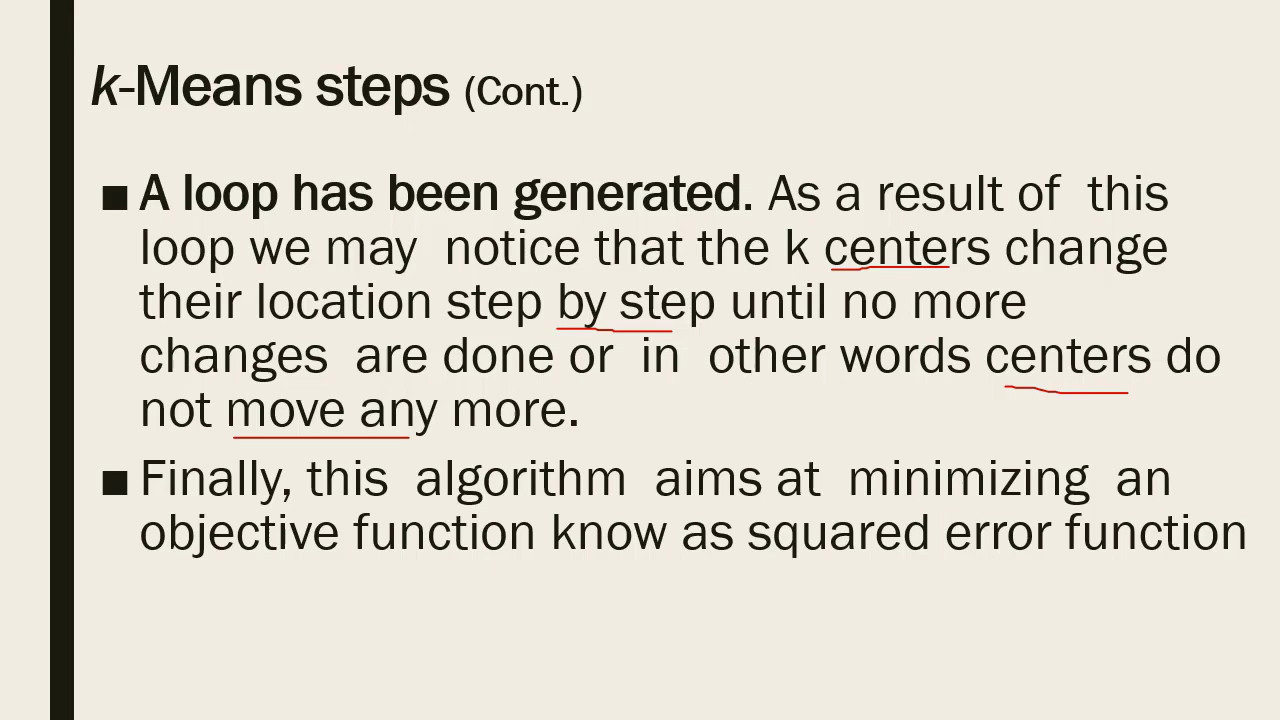 k-Means steps (Cont.)
■ A loop has been generated. As a result of this
loop we may notice that the k centers change
their location step by step until no more
changes are done or in other words centers do
not move any more.
■ Finally, this algorithm aims at minimizing an
objective function know as squared error function